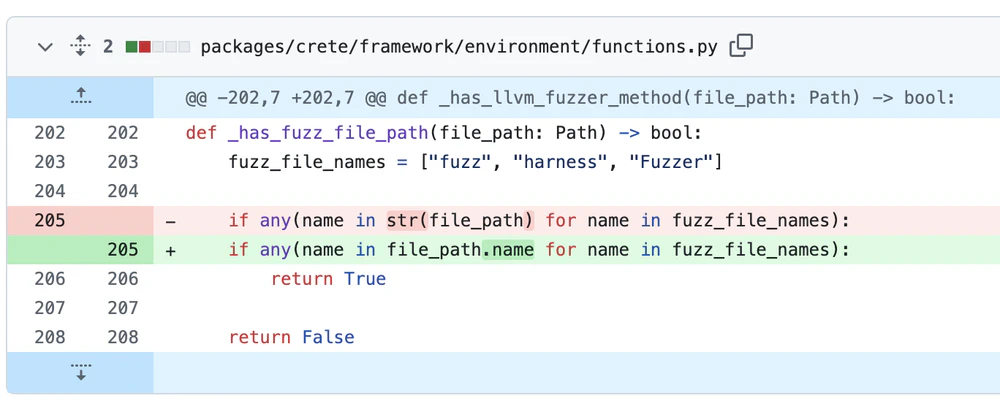 2 packages/crete/framework/environment/functions.py
@@ -202,7 +202,7 @@ def _has_llvm_fuzzer_method(file_path: Path) -> bool:
202 202 def _has_fuzz_file_path(file_path: Path) -> bool:
203 203 fuzz_file_names = ["fuzz", "harness", "Fuzzer"]
204 204
205 - if any(name in str(file_path) for name in fuzz_file_names):
205 + if any(name in file_path.name for name in fuzz_file_names):
206 206 return True
207 207
208 208 return False